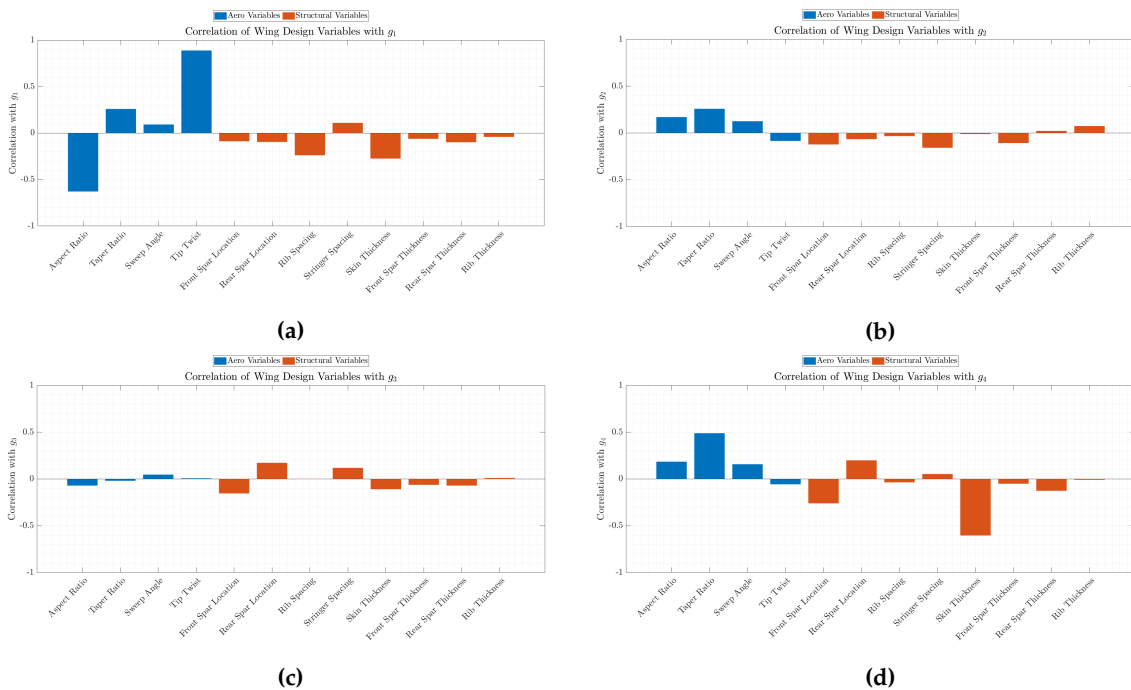 Aero Variables Structural Variables
Correlation of Wing Design Variables with g1
1
0.5
0
-0.5
-1
Correlation with g1
Aspect Ratio
Taper Ratio
Sweep Angle
Tip Twist
Front Spar Location
Rear Spar Location
Rib Spacing
Stringer Spacing
Skin Thickness
Front Spar Thickness
Rear Spar Thickness
Rib Thickness
(a)
Aero Variables Structural Variables
Correlation of Wing Design Variables with g2
1
0.5
0
-0.5
-1
Correlation with g2
Aspect Ratio
Taper Ratio
Sweep Angle
Tip Twist
Front Spar Location
Rear Spar Location
Rib Spacing
Stringer Spacing
Skin Thickness
Front Spar Thickness
Rear Spar Thickness
Rib Thickness
(b)
Aero Variables Structural Variables
Correlation of Wing Design Variables with g3
1
0.5
0
-0.5
-1
Correlation with g3
Aspect Ratio
Taper Ratio
Sweep Angle
Tip Twist
Front Spar Location
Rear Spar Location
Rib Spacing
Stringer Spacing
Skin Thickness
Front Spar Thickness
Rear Spar Thickness
Rib Thickness
(c)
Aero Variables Structural Variables
Correlation of Wing Design Variables with g4
1
0.5
0
-0.5
-1
Correlation with g4
Aspect Ratio
Taper Ratio
Sweep Angle
Tip Twist
Front Spar Location
Rear Spar Location
Rib Spacing
Stringer Spacing
Skin Thickness
Front Spar Thickness
Rear Spar Thickness
Rib Thickness
(d)